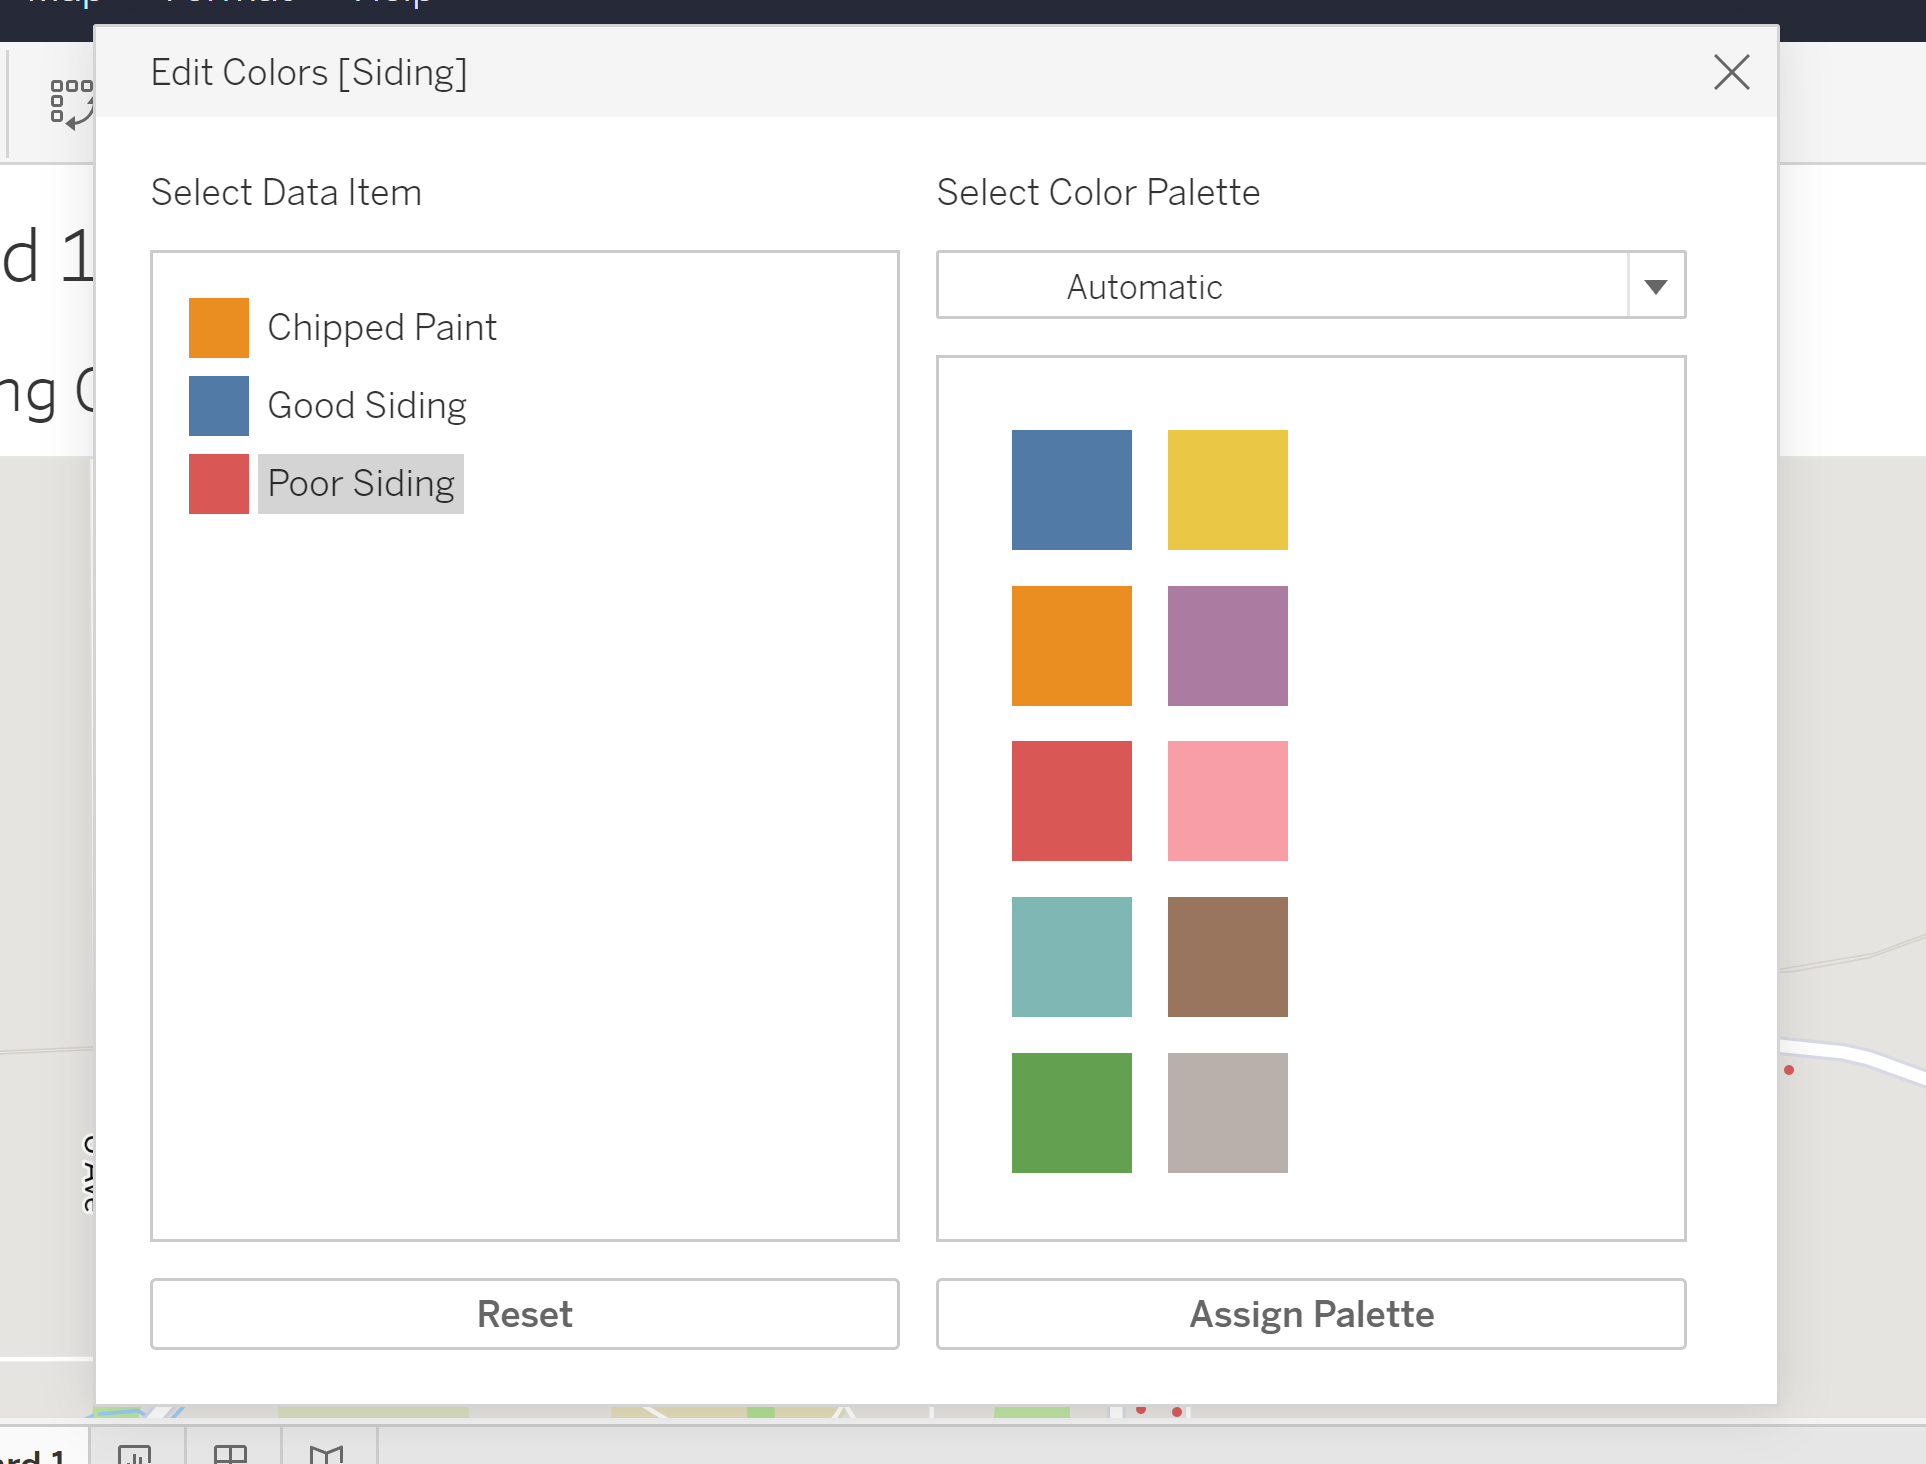 Edit Colors [Siding]
Select Data Item
Select Color Palette
Automatic
Chipped Paint
Good Siding
Poor Siding
Reset
Assign Palette
d 1